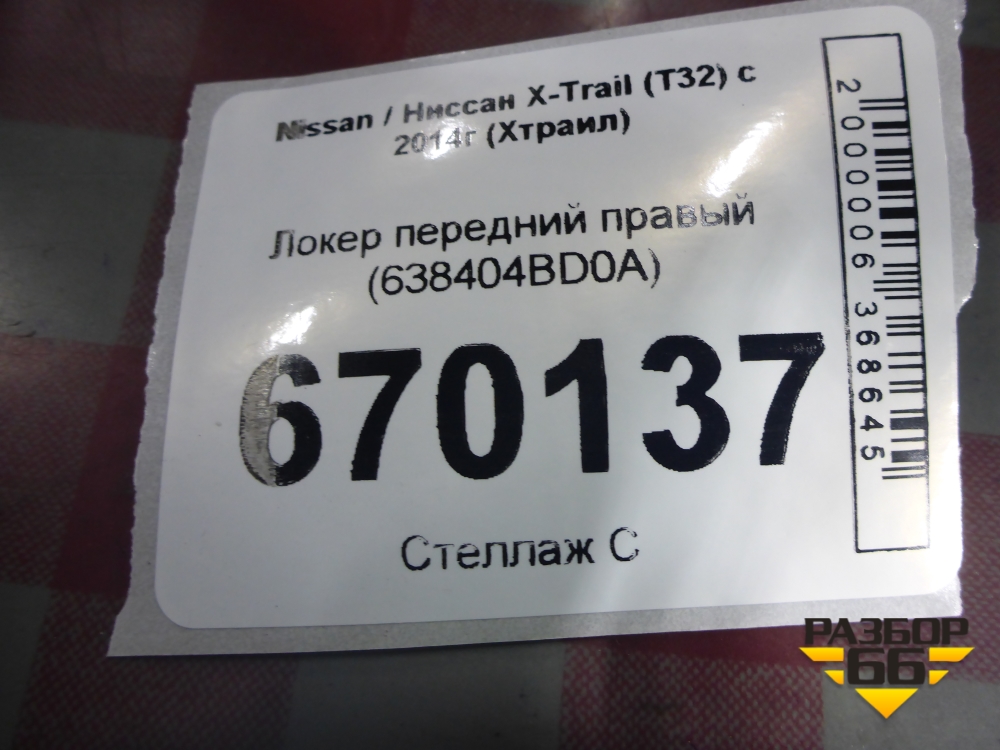 Nissan / Ниссан X-Trail (T32) с
2014г (Хтраил)
Локер передний правый
(638404BD0A)
670137
Стеллаж С
2000006368645
РАЗБОР
66